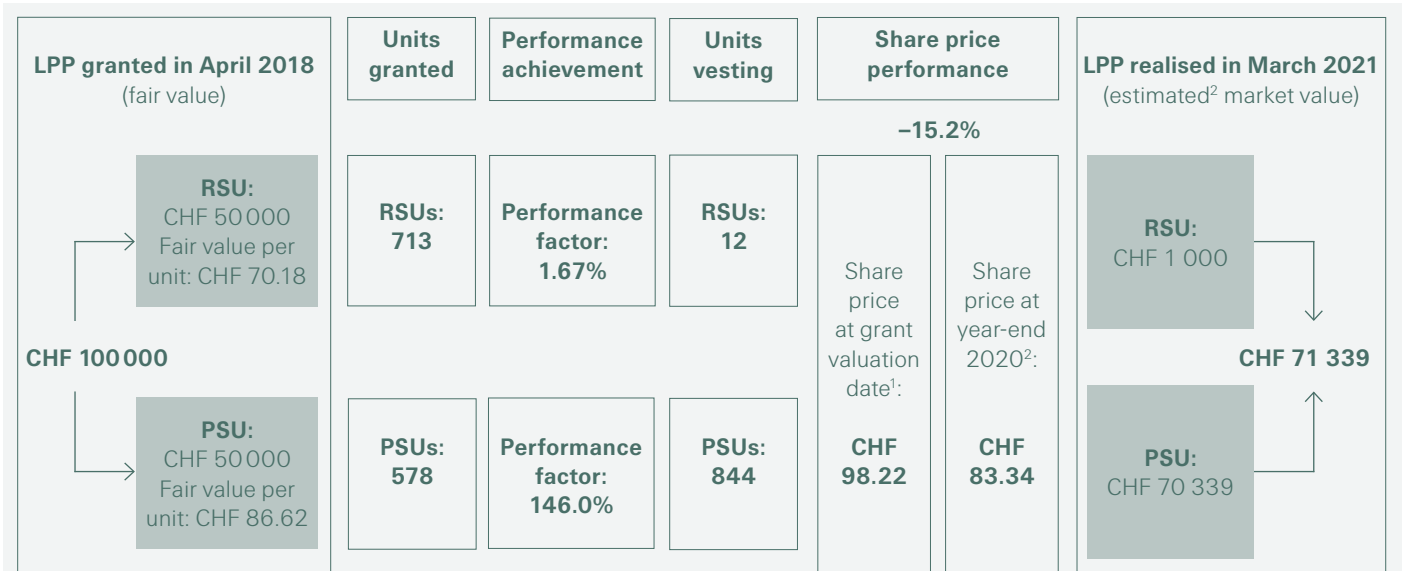 LPP granted in April 2018
(fair value)
Units
granted
Performance
achievement
Units
vesting
Share price
performance
LPP realised in March 2021
(estimated² market value)
–15.2%
RSU:
CHF 50 000
Fair value per
unit: CHF 70.18
RSUs:
713
Performance
factor:
1.67%
RSUs:
12
Share
price
at grant
valuation
date¹:
CHF
98.22
Share
price at
year-end
2020²:
CHF
83.34
RSU:
CHF 1 000
CHF 100 000
CHF 71 339
PSU:
CHF 50 000
Fair value per
unit: CHF 86.62
PSUs:
578
Performance
factor:
146.0%
PSUs:
844
PSU:
CHF 70 339